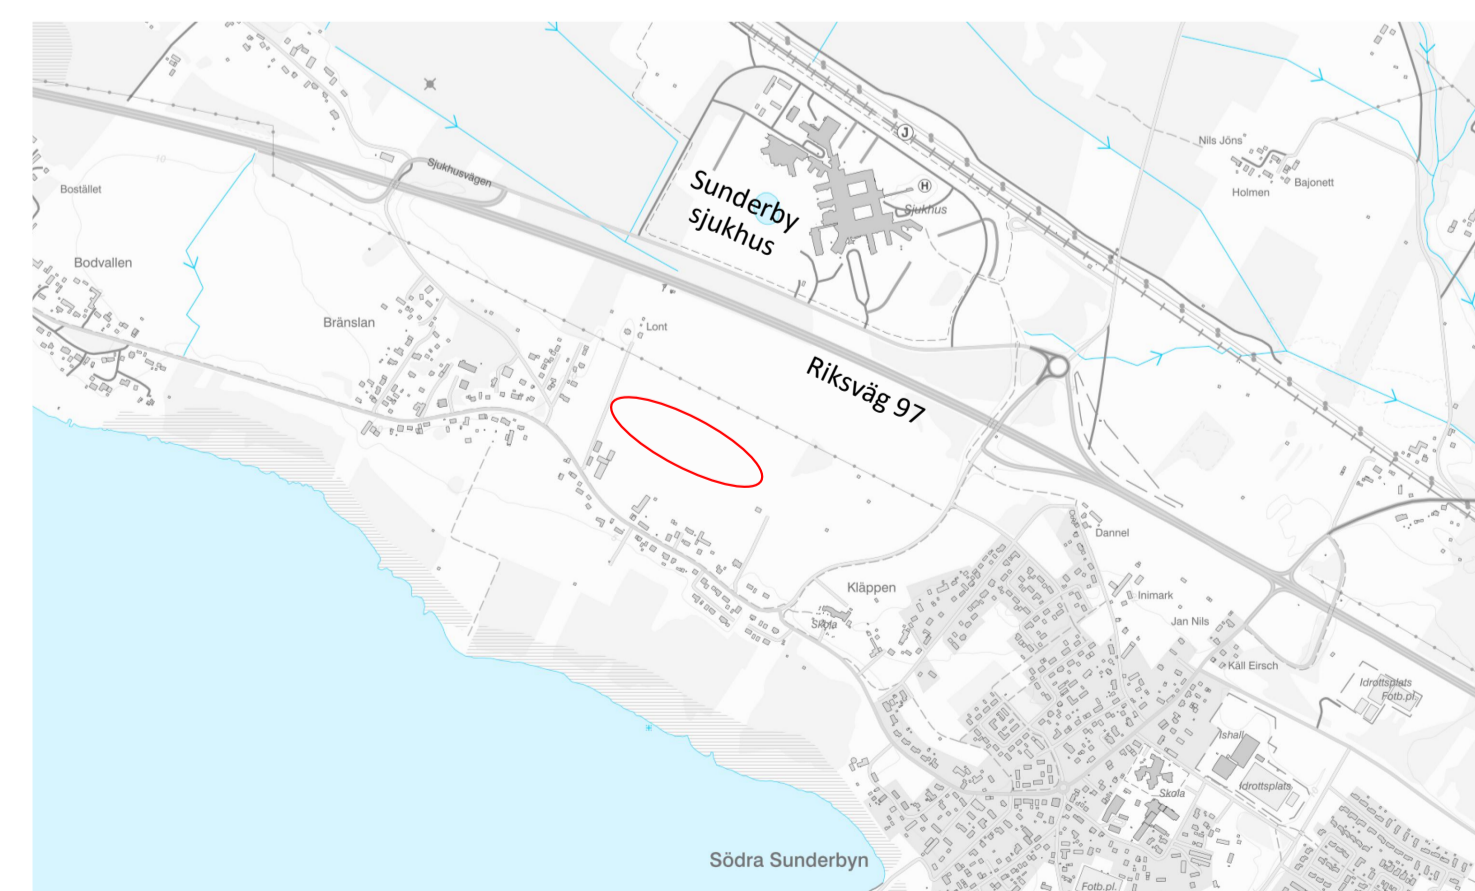 J
Nils Jöns
Sjukhusvägen
Bajonett
H
Holmen
Bostället
Sunderby
sjukhus
Sjukhus
Bodvallen
Bränslan
Lont
Riksväg 97
Dannel
Kläppen
Inimark
Skola
Jan Nils
Käll Eirsch
Idrottsplats
Fotb.pl.
Ishall
Idrottsplats
Skola
Södra Sunderbyn
Fotb.pl.